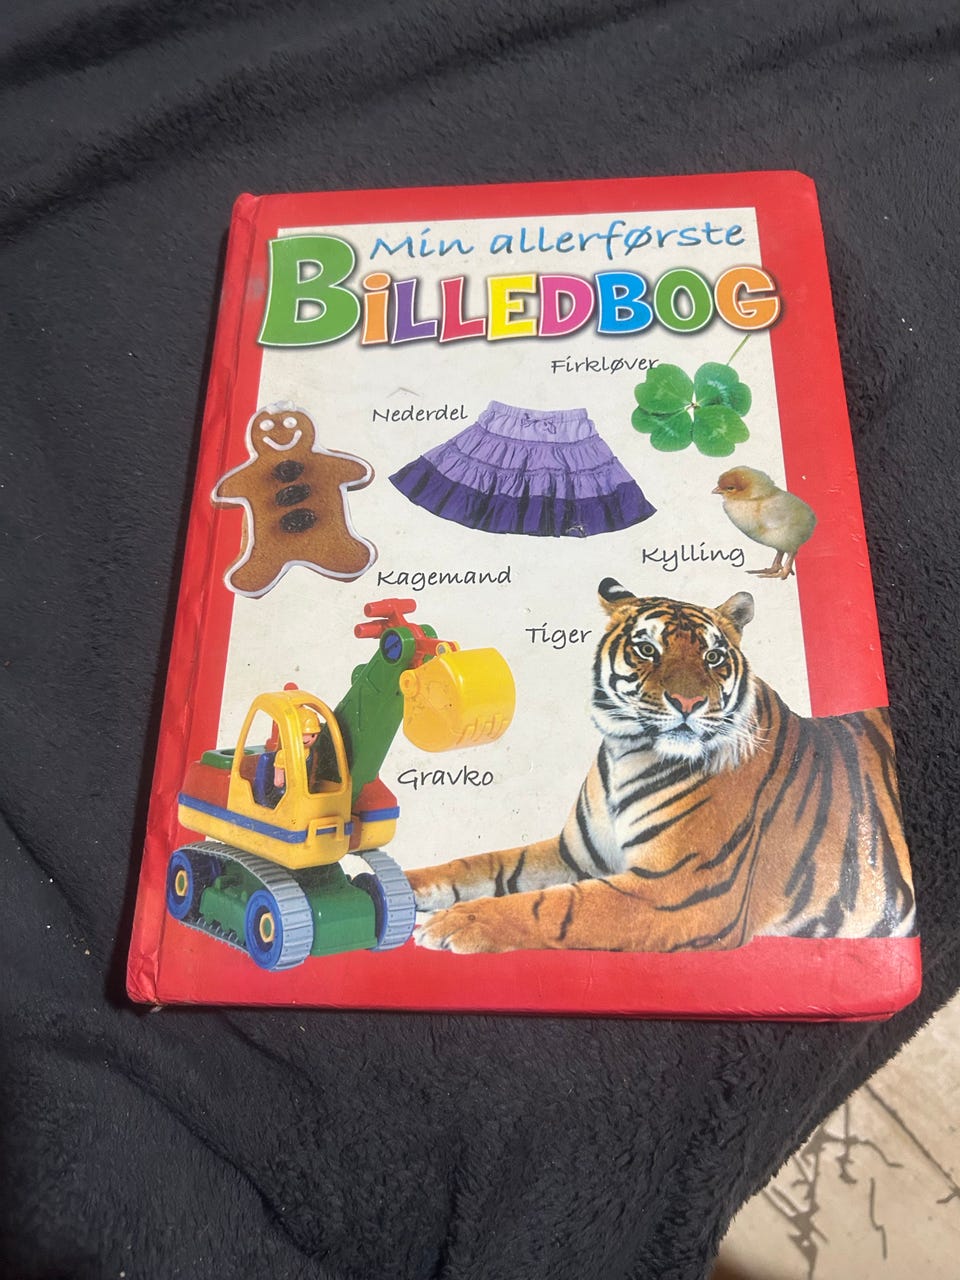 Min allerførste
BILLEDBOG
Firkløver
Nederdel
Kylling
Kagemand
Tiger
Gravko